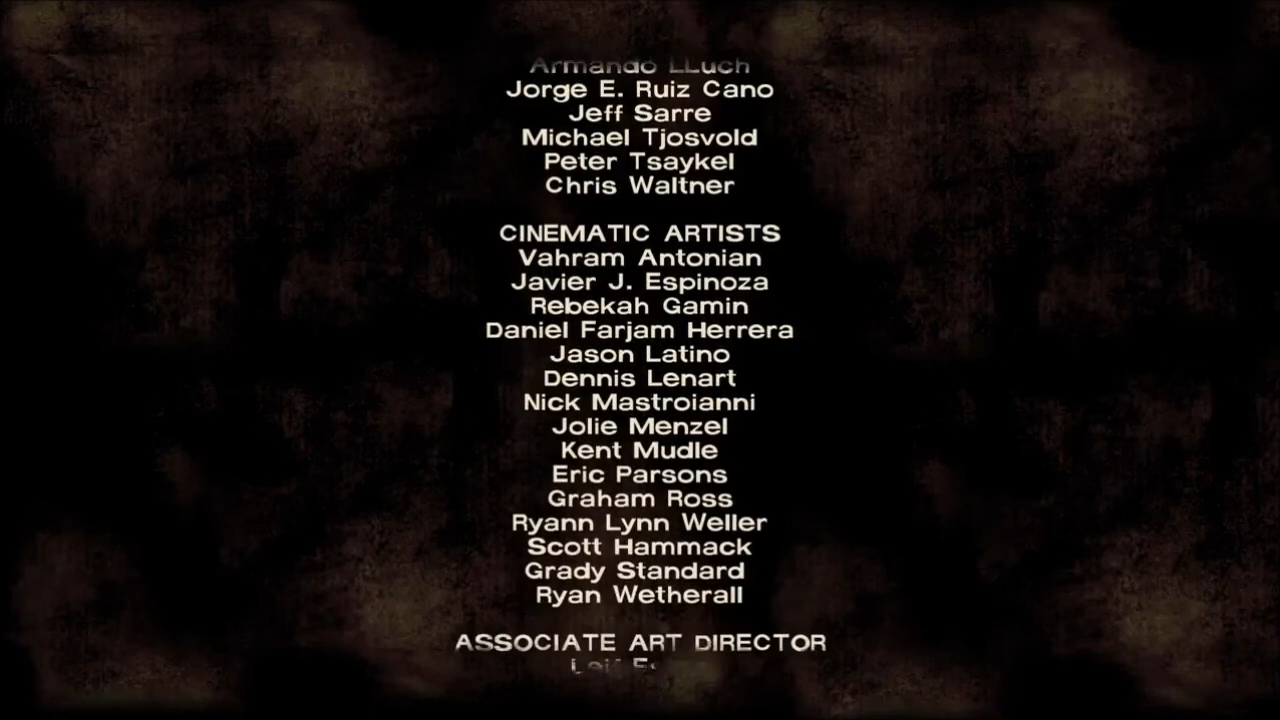 Armando LLuch
Jorge E. Ruiz Cano
Jeff Sarre
Michael Tjosvold
Peter Tsaykel
Chris Waltner
CINEMATIC ARTISTS
Vahram Antonian
Javier J. Espinoza
Rebekah Gamin
Daniel Farjam Herrera
Jason Latino
Dennis Lenart
Nick Mastroianni
Jolie Menzel
Kent Mudle
Eric Parsons
Graham Ross
Ryann Lynn Weller
Scott Hammack
Grady Standard
Ryan Wetherall
ASSOCIATE ART DIRECTOR